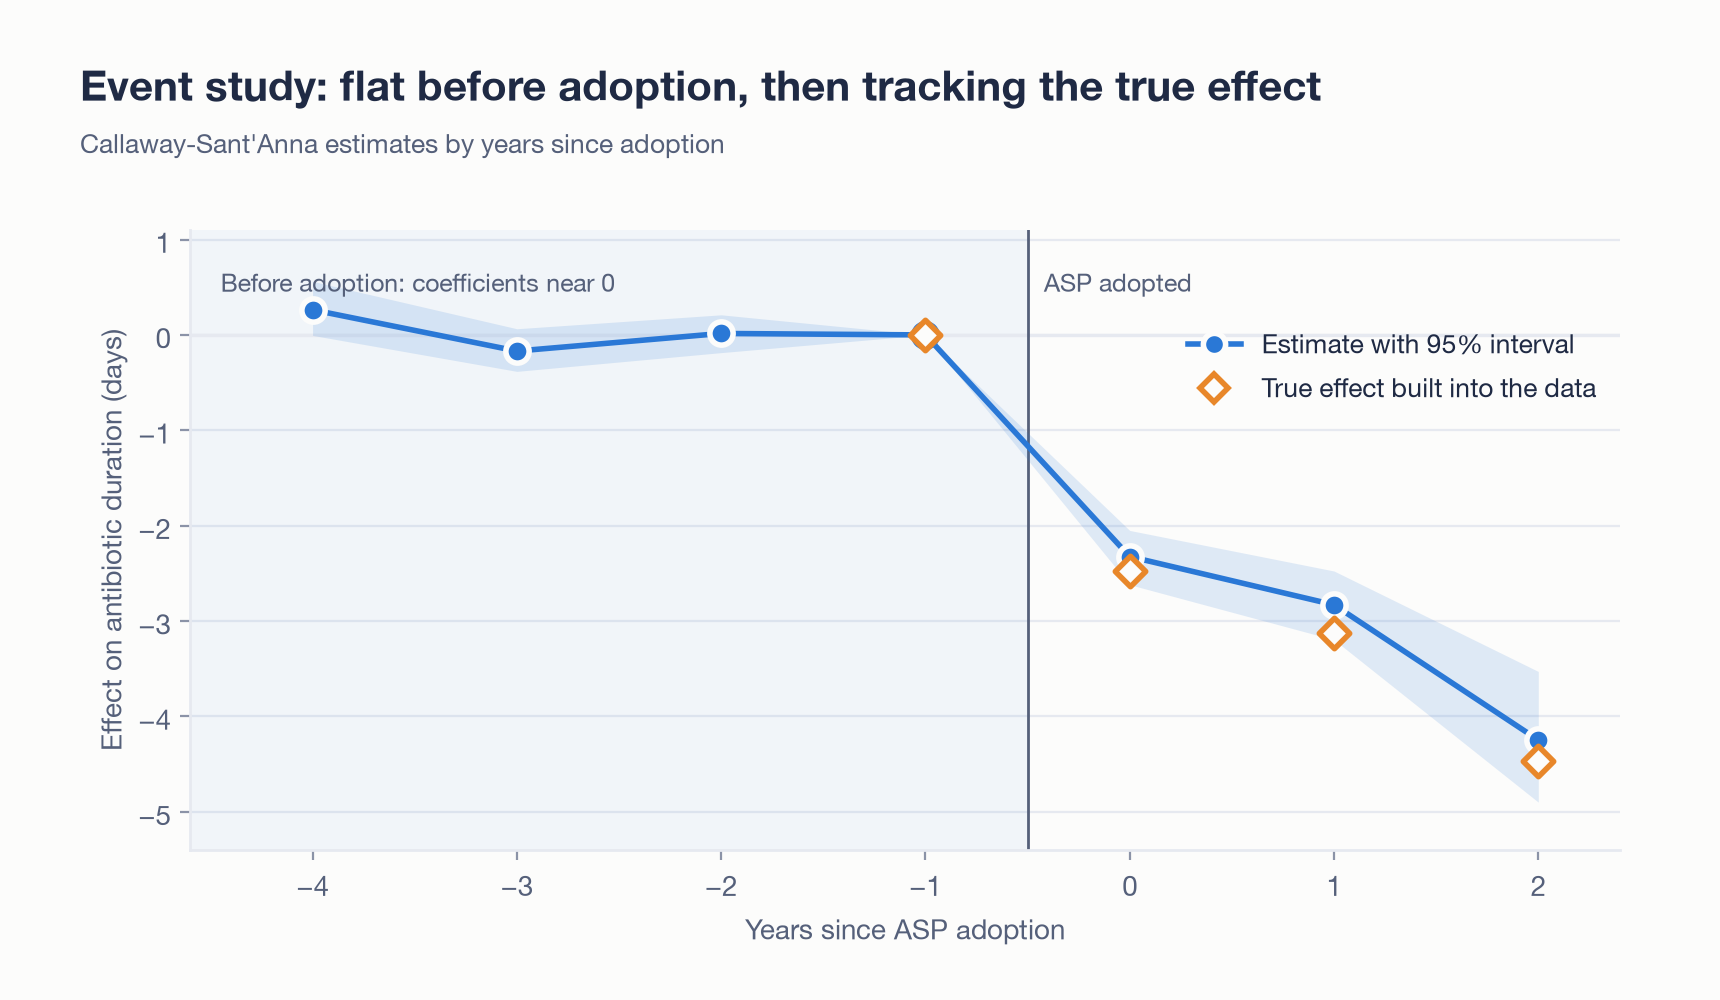 Event study: flat before adoption, then tracking the true effect
Callaway-Sant'Anna estimates by years since adoption
Before adoption: coefficients near 0
ASP adopted
Estimate with 95% interval
True effect built into the data
Effect on antibiotic duration (days)
1
0
−1
−2
−3
−4
−5
−4
−3
−2
−1
0
1
2
Years since ASP adoption